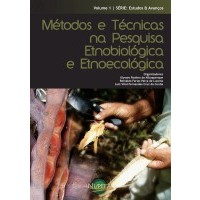 Volume 1 | SÉRIE: Estudos & Avanços
Métodos e Técnicas
na Pesquisa
Etnobiológica
e Etnoecológica
Organizadores
Ulysses Paulino de Albuquerque
Reinaldo Farias Paiva de Lucena
Luiz Vital Fernandes Cruz da Cunha